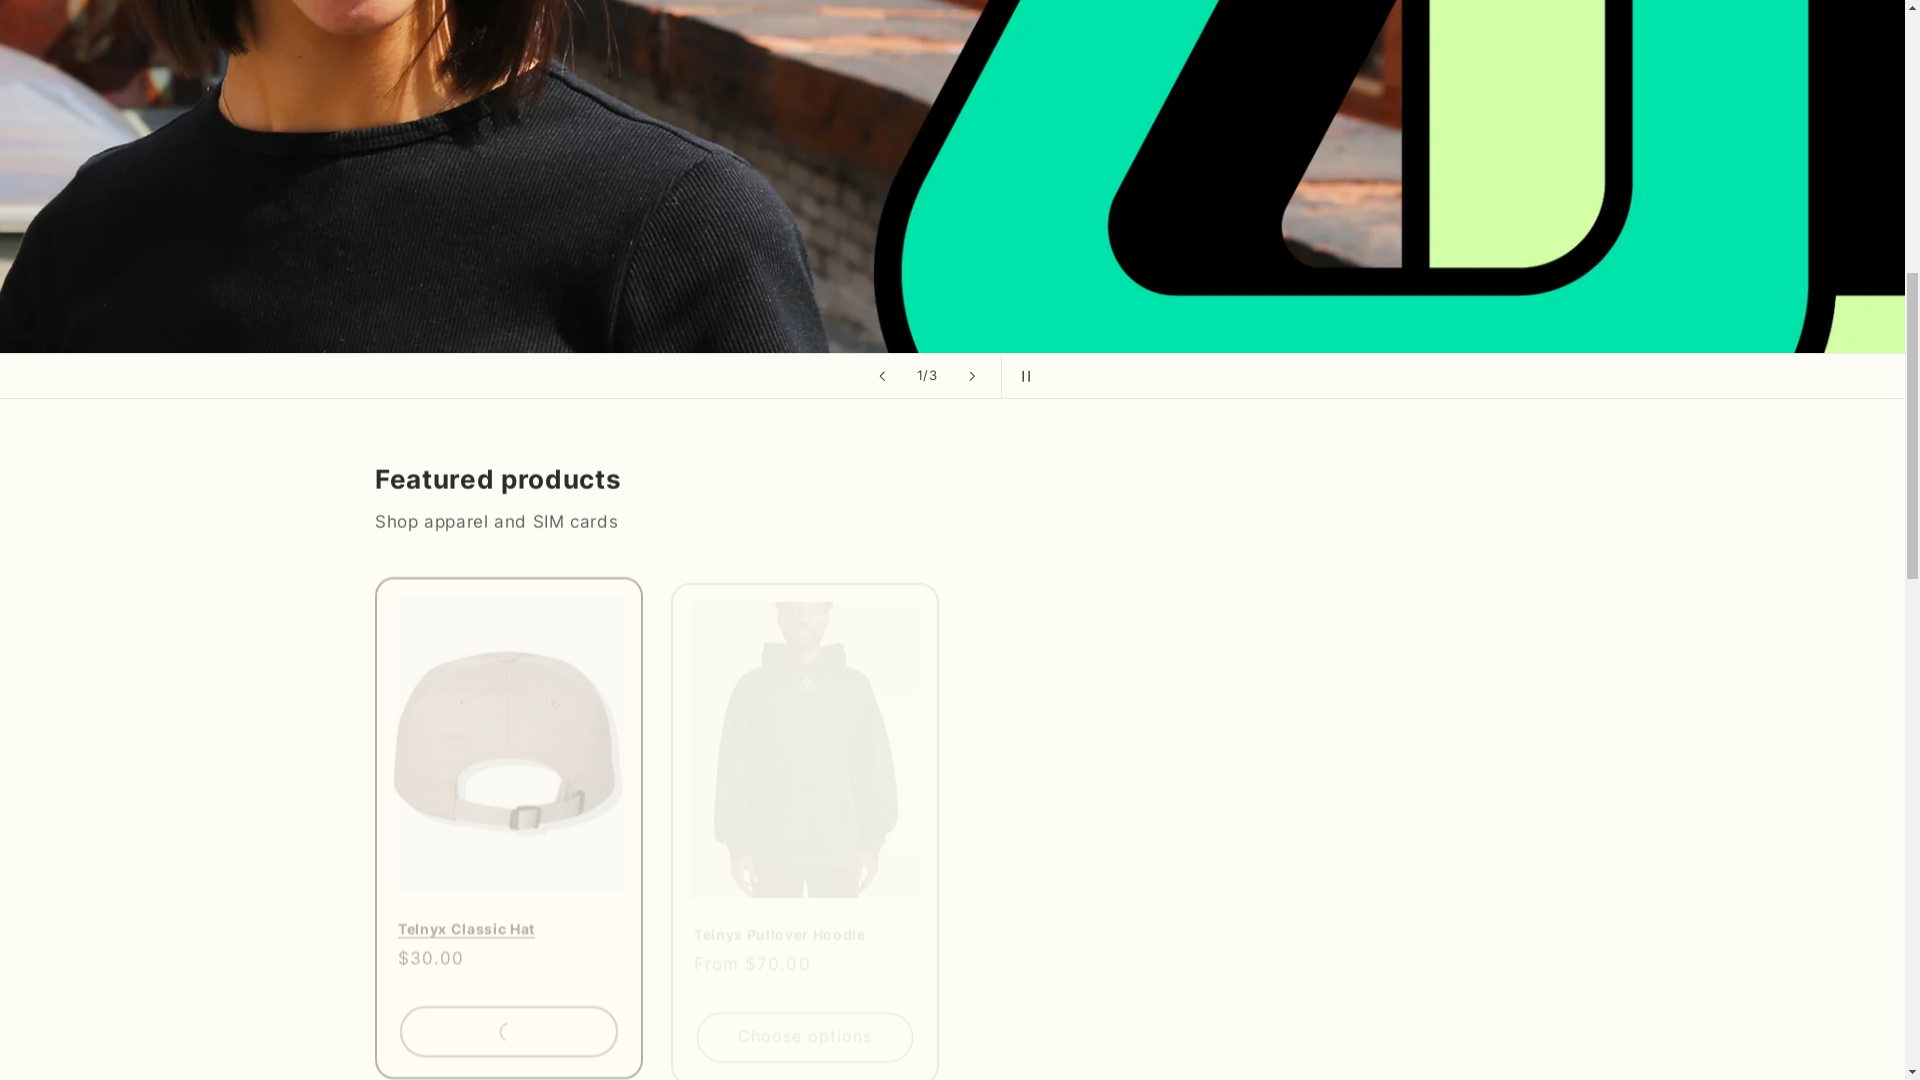 1/3
Featured products
Shop apparel and SIM cards
Telnyx Classic Hat
$30.00
Telnyx Pullover Hoodie
From $70.00
Choose options